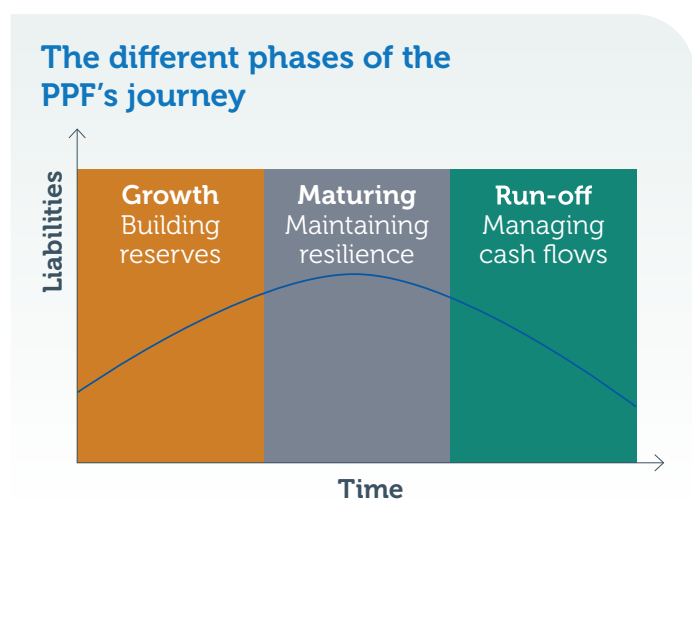 The different phases of the
PPF's journey
Liabilities
Growth
Building
reserves
Maturing
Maintaining
resilience
Run-off
Managing
cash flows
Time